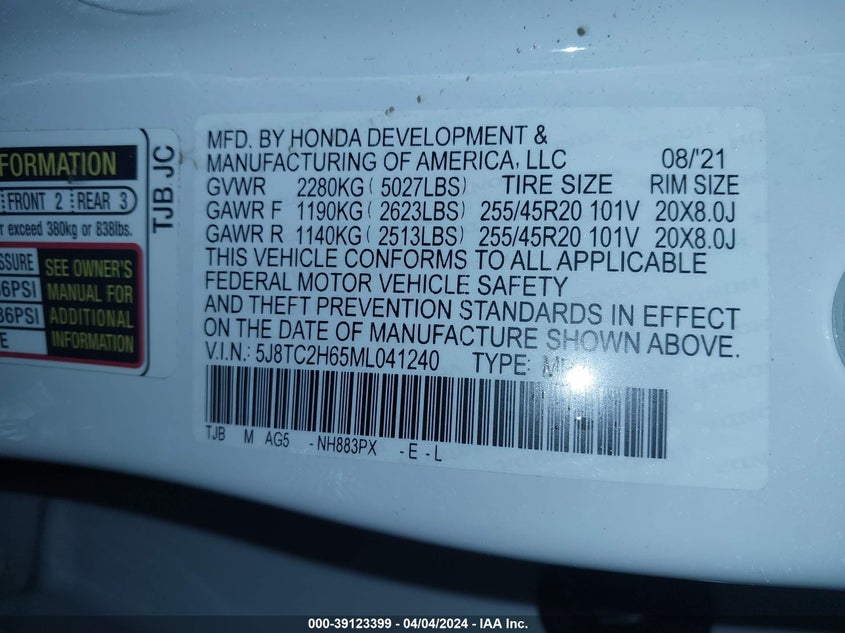 FORMATION
FRONT 2 REAR 3
r exceed 380kg or 838lbs.
SSURE
36PSI
36PSI
E
SEE OWNER'S
MANUAL FOR
ADDITIONAL
INFORMATION
TJB JC
MFD. BY HONDA DEVELOPMENT &
MANUFACTURING OF AMERICA, LLC 08/'21
GVWR 2280KG (5027LBS) TIRE SIZE RIM SIZE
GAWR F 1190KG (2623LBS) 255/45R20 101V 20X8.0J
GAWR R 1140KG (2513LBS) 255/45R20 101V 20X8.0J
THIS VEHICLE CONFORMS TO ALL APPLICABLE
FEDERAL MOTOR VEHICLE SAFETY
AND THEFT PREVENTION STANDARDS IN EFFECT
ON THE DATE OF MANUFACTURE SHOWN ABOVE.
V.I.N.: 5J8TC2H65ML041240 TYPE:
TJB M AG5 -NH883PX -E-L
000-39123399 - 04/04/2024 - IAA Inc.